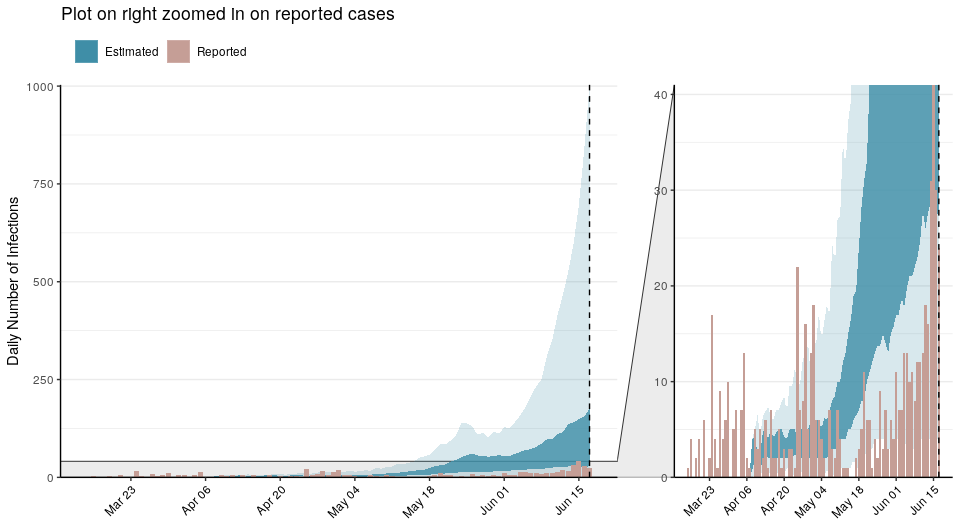 Plot on right zoomed in on reported cases
Estimated Reported
Daily Number of Infections
1000
750
500
250
0
Mar 23 Apr 06 Apr 20 May 04 May 18 Jun 01 Jun 15
40
30
20
10
0
Mar 23 Apr 06 Apr 20 May 04 May 18 Jun 01 Jun 15